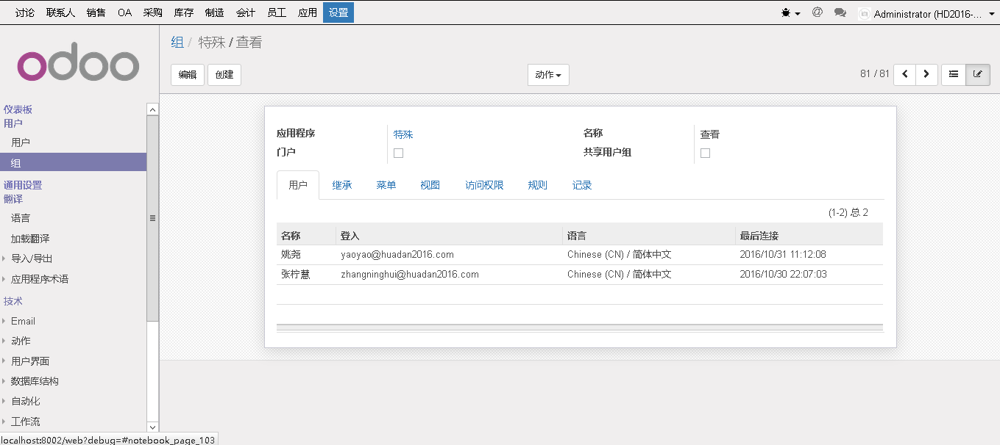 讨论 联系人 销售 OA 采购 库存 制造 会计 员工 应用 设置 @ Administrator (HD2016-...
odoo
组 / 特殊 / 查看
编辑 创建 动作 81 / 81
仪表板
用户
用户
组
通用设置
翻译
语言
加载翻译
导入/导出
应用程序术语
技术
Email
动作
用户界面
数据库结构
自动化
工作流
应用程序 特殊 名称 查看
门户 共享用户组
用户 继承 菜单 视图 访问权限 规则 记录
(1-2) 总 2
名称 登入 语言 最后连接
姚尧 yaoyao@huadan2016.com Chinese (CN) / 简体中文 2016/10/31 11:12:08
张柠慧 zhangninghui@huadan2016.com Chinese (CN) / 简体中文 2016/10/30 22:07:03
localhost:8002/web?debug=#notebook_page_103